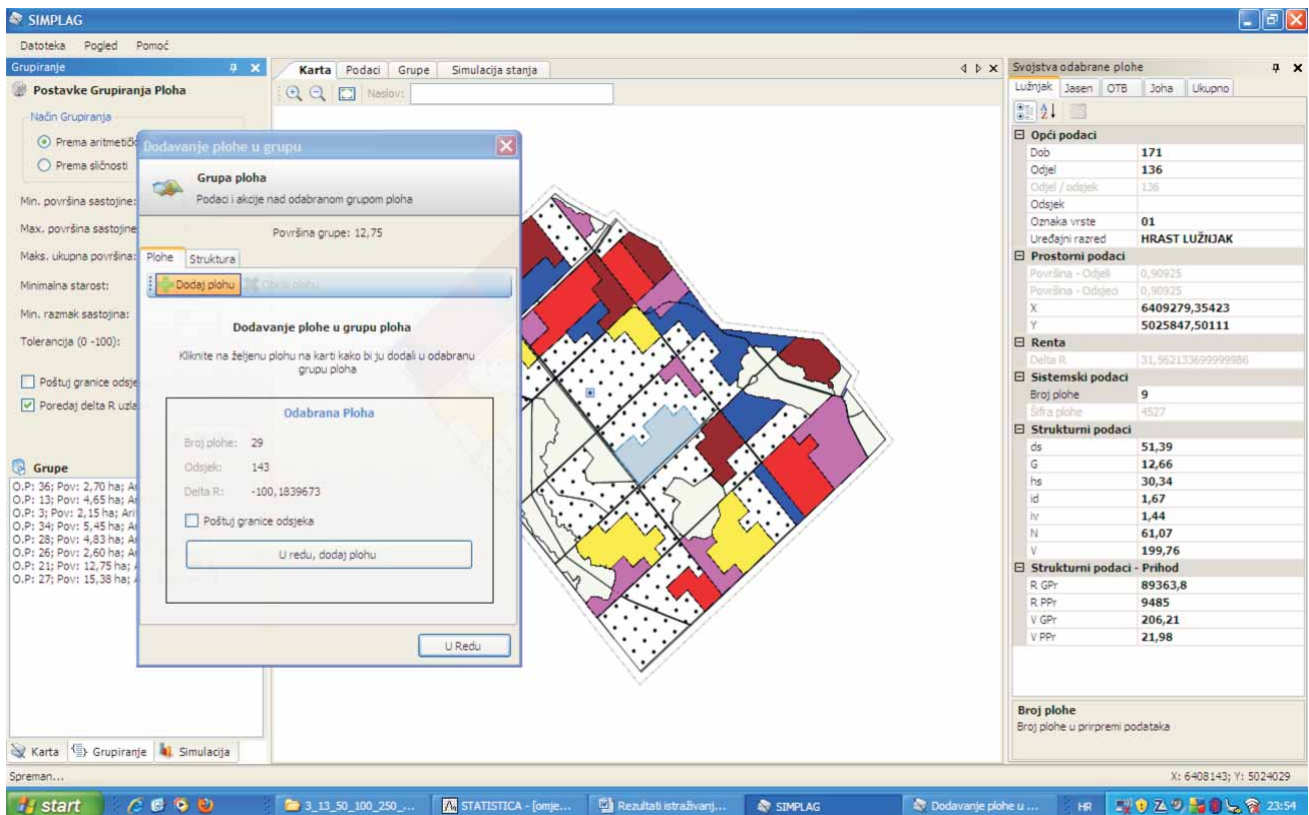 SIMPLAG
Datoteka Pogled Pomoć
Grupiranje
Postavke Grupiranja Ploha
Način Grupiranja
Prema aritmetičk
Prema sličnosti
Min. površina sastojine:
Max. površina sastojine
Maks. ukupna površina:
Minimalna starost:
Min. razmak sastojina:
Tolerancija (0 -100):
Poštuj granice odsje
Poredaj delta R uzla
Grupe
O.P: 36; Pov: 2,70 ha; Ar
O.P: 13; Pov: 4,65 ha; Ar
O.P: 3; Pov: 2,15 ha; Arit
O.P: 34; Pov: 5,45 ha; Ar
O.P: 28; Pov: 4,83 ha; Ar
O.P: 26; Pov: 2,60 ha; Ar
O.P: 21; Pov: 12,75 ha;
O.P: 27; Pov: 15,38 ha;
Karta Grupiranje Simulacija
Dodavanje plohe u grupu
Grupa ploha
Podaci i akcije nad odabranom grupom ploha
Površina grupe: 12,75
Plohe Struktura
Dodaj plohu Obriši plohu
Dodavanje plohe u grupu ploha
Kliknite na željenu plohu na karti kako bi ju dodali u odabranu
grupu ploha
Odabrana Ploha
Broj plohe: 29
Odsjek: 143
Delta R: -100,1839673
Poštuj granice odsjeka
U redu, dodaj plohu
U Redu
Karta Podaci Grupe Simulacija stanja
Naslov:
Svojstva odabrane plohe
Lužnjak Jasen OTB Joha Ukupno
Opći podaci
Dob 171
Odjel 136
Odjel / odsjek 136
Odsjek
Oznaka vrste 01
Uređajni razred HRAST LUŽNJAK
Prostorni podaci
Površina - Odjeli 0,90925
Površina - Odsjeci 0,90925
X 6409279,35423
Y 5025847,50111
Renta
Delta R 31,562133699999986
Sistemski podaci
Broj plohe 9
Šifra plohe 4527
Strukturni podaci
ds 51,39
G 12,66
hs 30,34
id 1,67
iv 1,44
N 61,07
V 199,76
Strukturni podaci - Prihod
R GPr 89363,8
R PPr 9485
V GPr 206,21
V PPr 21,98
Broj plohe
Broj plohe u prirpremi podataka
Spreman...
X: 6408143; Y: 5024029
start
3_13_50_100_250_...
STATISTICA - [omje...
Rezultati istraživanj...
SIMPLAG
Dodavanje plohe u ...
HR
23:54